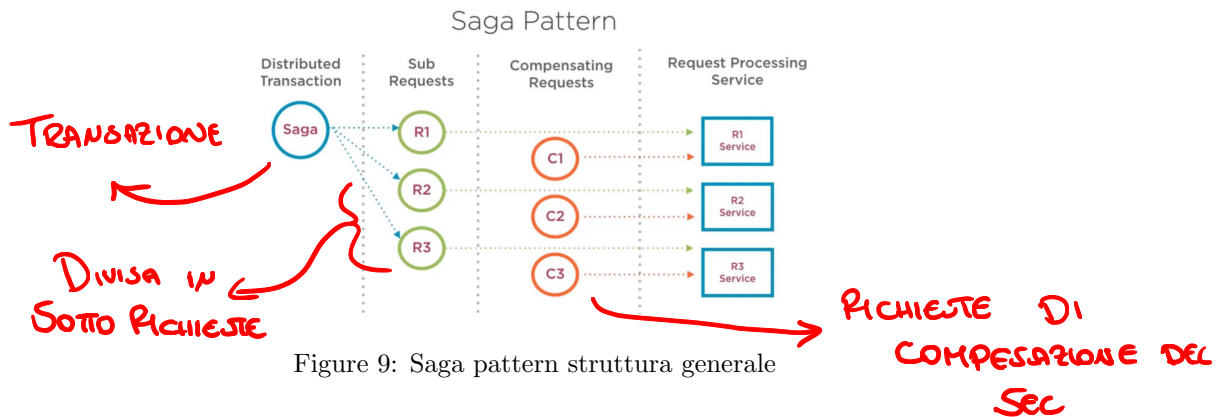 Saga Pattern
Distributed
Transaction
Sub
Requests
Compensating
Requests
Request Processing
Service
TRANSAZIONE
Saga
R1
R1
Service
C1
R2
R2
Service
C2
R3
R3
Service
C3
DIVISA IN
SOTTO RICHIESTE
RICHIESTE DI
COMPESAZIONE DEL
SEC
Figure 9: Saga pattern struttura generale